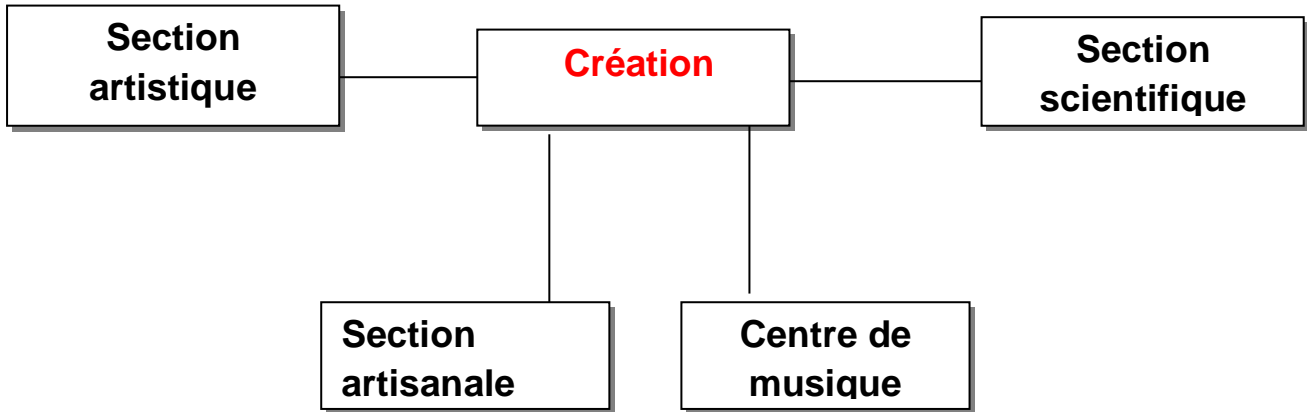 Section
artistique
Création
Section
scientifique
Section
artisanale
Centre de
musique